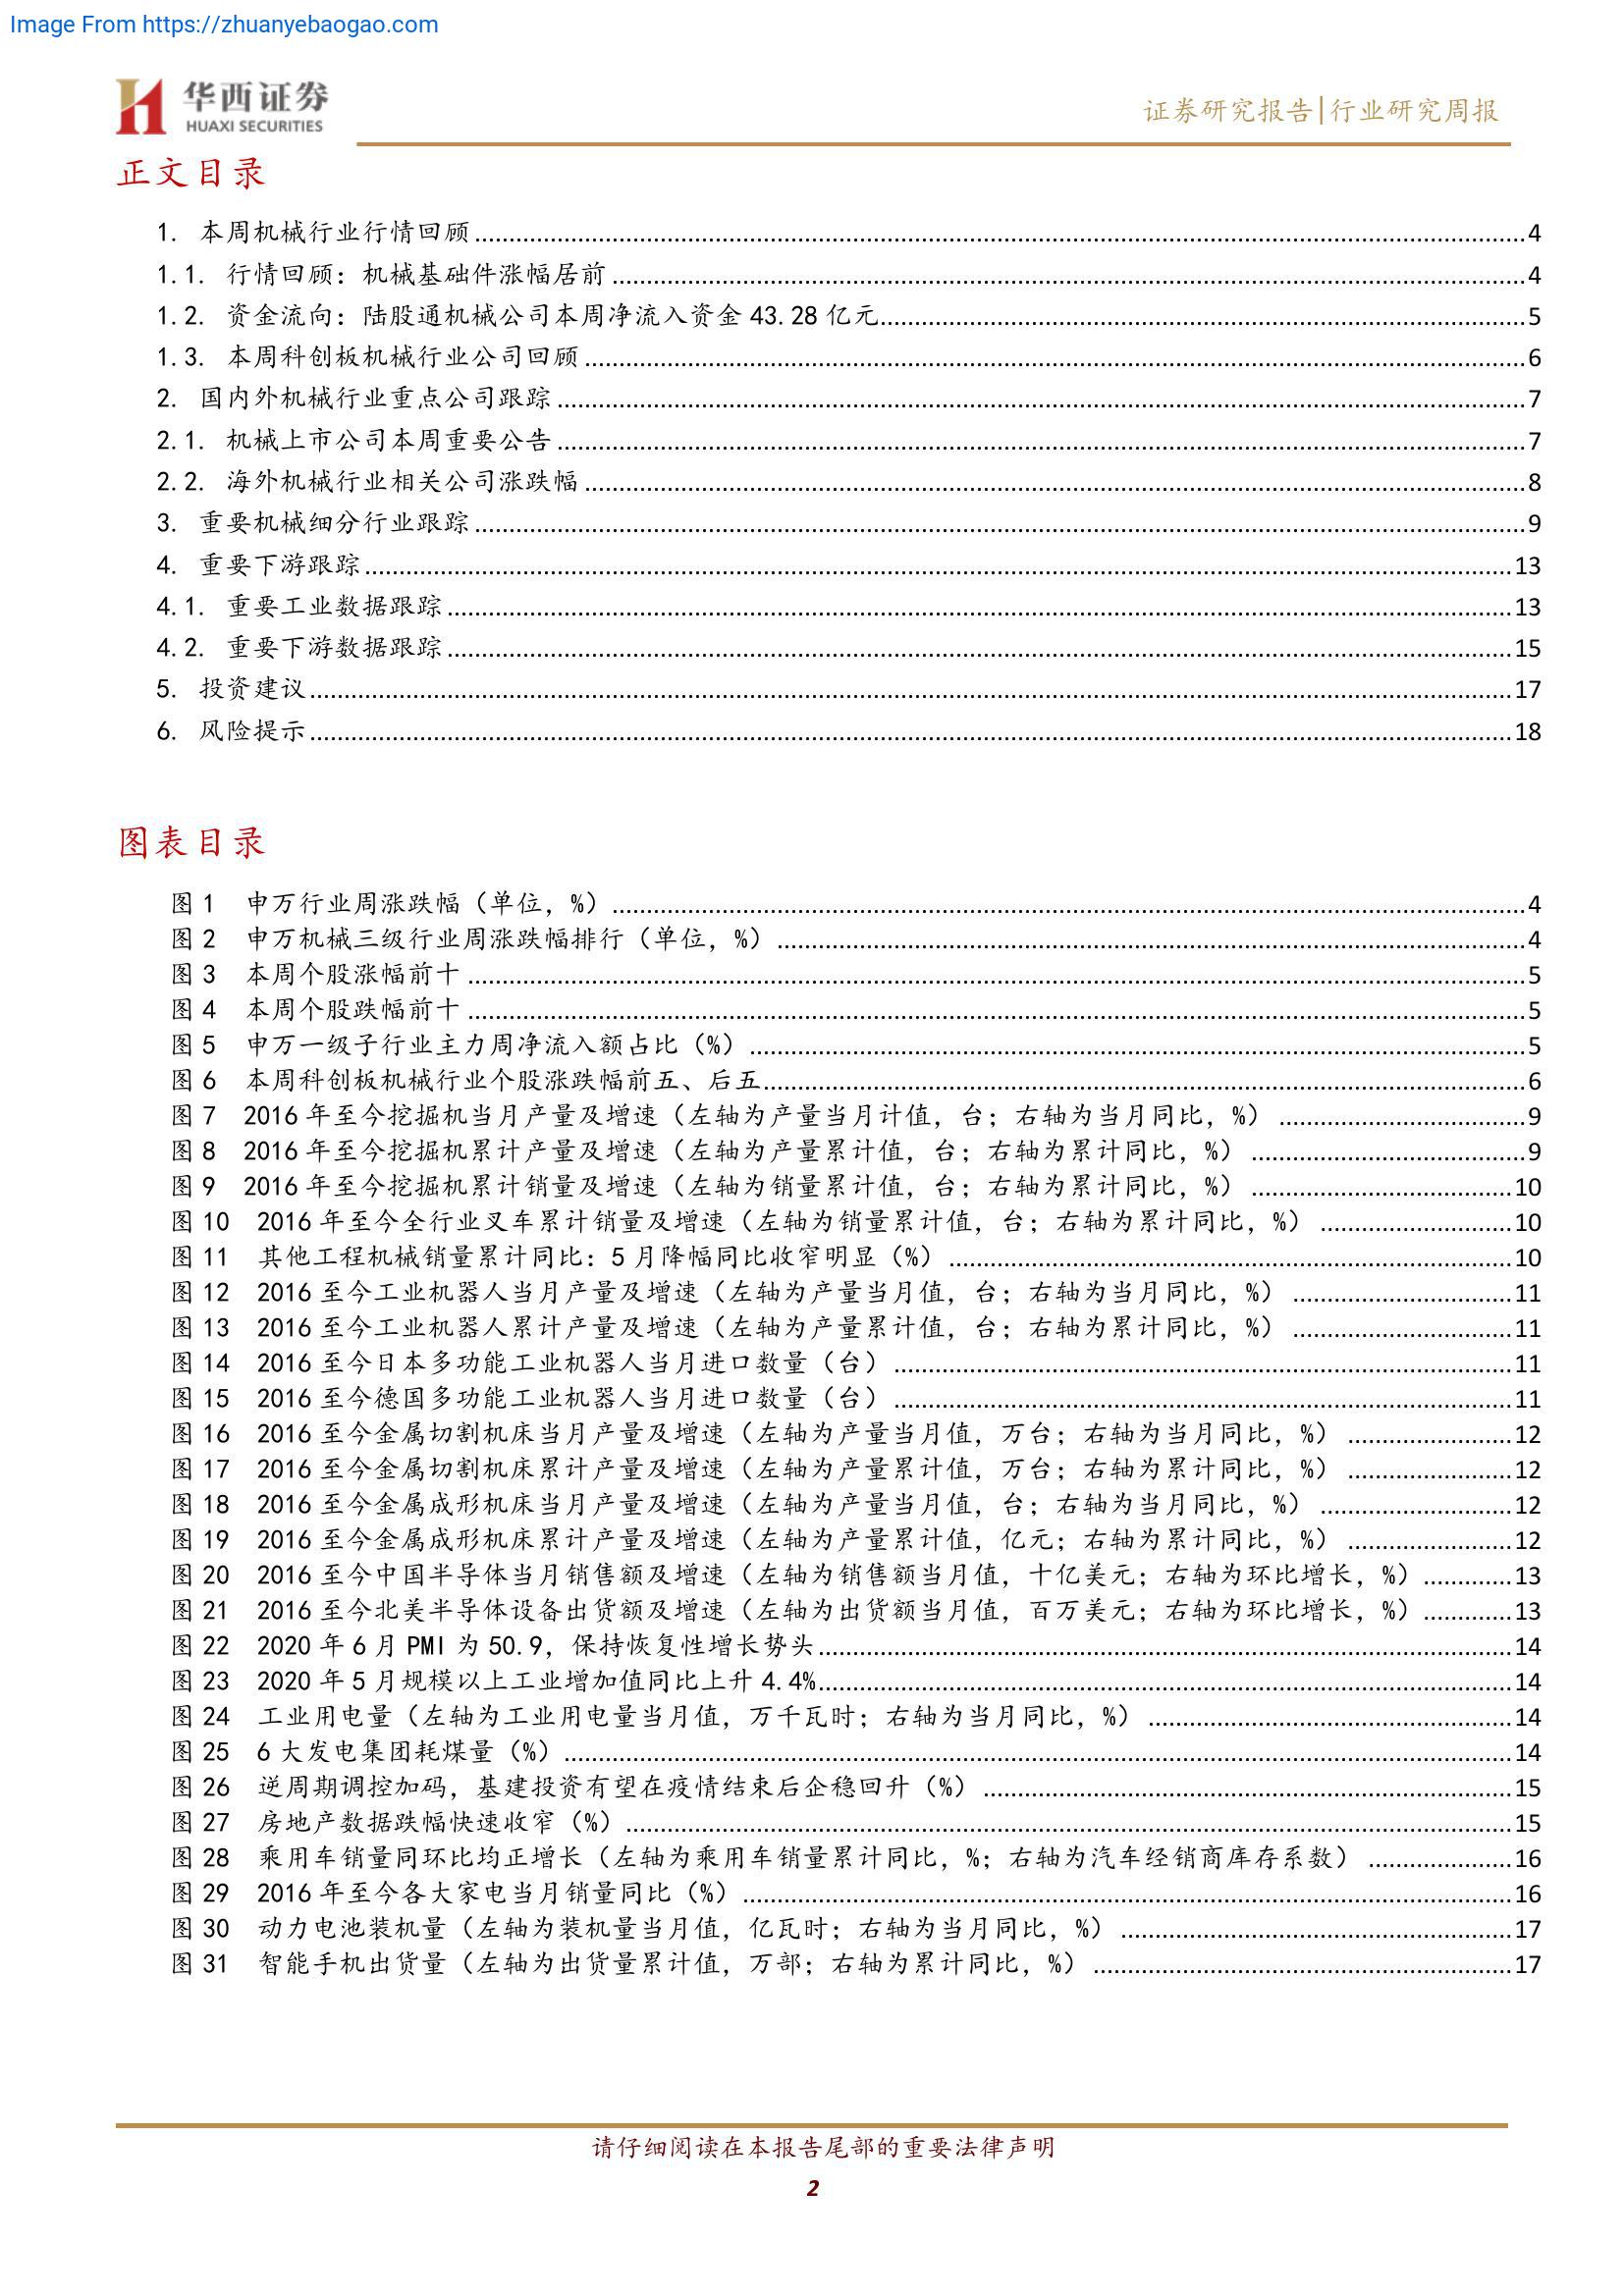 Image From https://zhuanyebaogao.com
华西证券
HUAXI SECURITIES
证券研究报告|行业研究周报
正文目录
1. 本周机械行业行情回顾................4
1.1. 行情回顾：机械基础件涨幅居前................4
1.2. 资金流向：陆股通机械公司本周净流入资金 43.28 亿元................5
1.3. 本周科创板机械行业公司回顾................6
2. 国内外机械行业重点公司跟踪................7
2.1. 机械上市公司本周重要公告................7
2.2. 海外机械行业相关公司涨跌幅................8
3. 重要机械细分行业跟踪................9
4. 重要下游跟踪................13
4.1. 重要工业数据跟踪................13
4.2. 重要下游数据跟踪................15
5. 投资建议................17
6. 风险提示................18
图表目录
图 1 申万行业周涨跌幅（单位，%）................4
图 2 申万机械三级行业周涨跌幅排行（单位，%）................4
图 3 本周个股涨幅前十................5
图 4 本周个股跌幅前十................5
图 5 申万一级子行业主力周净流入额占比（%）................5
图 6 本周科创板机械行业个股涨跌幅前五、后五................6
图 7 2016 年至今挖掘机当月产量及增速（左轴为产量当月计值，台；右轴为当月同比，%）................9
图 8 2016 年至今挖掘机累计产量及增速（左轴为产量累计值，台；右轴为累计同比，%）................9
图 9 2016 年至今挖掘机累计销量及增速（左轴为销量累计值，台；右轴为累计同比，%）................10
图 10 2016 年至今全行业叉车累计销量及增速（左轴为销量累计值，台；右轴为累计同比，%）................10
图 11 其他工程机械销量累计同比：5 月降幅同比收窄明显（%）................10
图 12 2016 至今工业机器人当月产量及增速（左轴为产量当月值，台；右轴为当月同比，%）................11
图 13 2016 至今工业机器人累计产量及增速（左轴为产量累计值，台；右轴为累计同比，%）................11
图 14 2016 至今日本多功能工业机器人当月进口数量（台）................11
图 15 2016 至今德国多功能工业机器人当月进口数量（台）................11
图 16 2016 至今金属切割机床当月产量及增速（左轴为产量当月值，万台；右轴为当月同比，%）................12
图 17 2016 至今金属切割机床累计产量及增速（左轴为产量累计值，万台；右轴为累计同比，%）................12
图 18 2016 至今金属成形机床当月产量及增速（左轴为产量当月值，台；右轴为当月同比，%）................12
图 19 2016 至今金属成形机床累计产量及增速（左轴为产量累计值，亿元；右轴为累计同比，%）................12
图 20 2016 至今中国半导体当月销售额及增速（左轴为销售额当月值，十亿美元；右轴为环比增长，%）................13
图 21 2016 至今北美半导体设备出货额及增速（左轴为出货额当月值，百万美元；右轴为环比增长，%）................13
图 22 2020 年 6 月 PMI 为 50.9，保持恢复性增长势头................14
图 23 2020 年 5 月规模以上工业增加值同比上升 4.4%................14
图 24 工业用电量（左轴为工业用电量当月值，万千瓦时；右轴为当月同比，%）................14
图 25 6 大发电集团耗煤量（%）................14
图 26 逆周期调控加码，基建投资有望在疫情结束后企稳回升（%）................15
图 27 房地产数据跌幅快速收窄（%）................15
图 28 乘用车销量同环比均正增长（左轴为乘用车销量累计同比，%；右轴为汽车经销商库存系数）................16
图 29 2016 年至今各大家电当月销量同比（%）................16
图 30 动力电池装机量（左轴为装机量当月值，亿瓦时；右轴为当月同比，%）................17
图 31 智能手机出货量（左轴为出货量累计值，万部；右轴为累计同比，%）................17
请仔细阅读在本报告尾部的重要法律声明
2